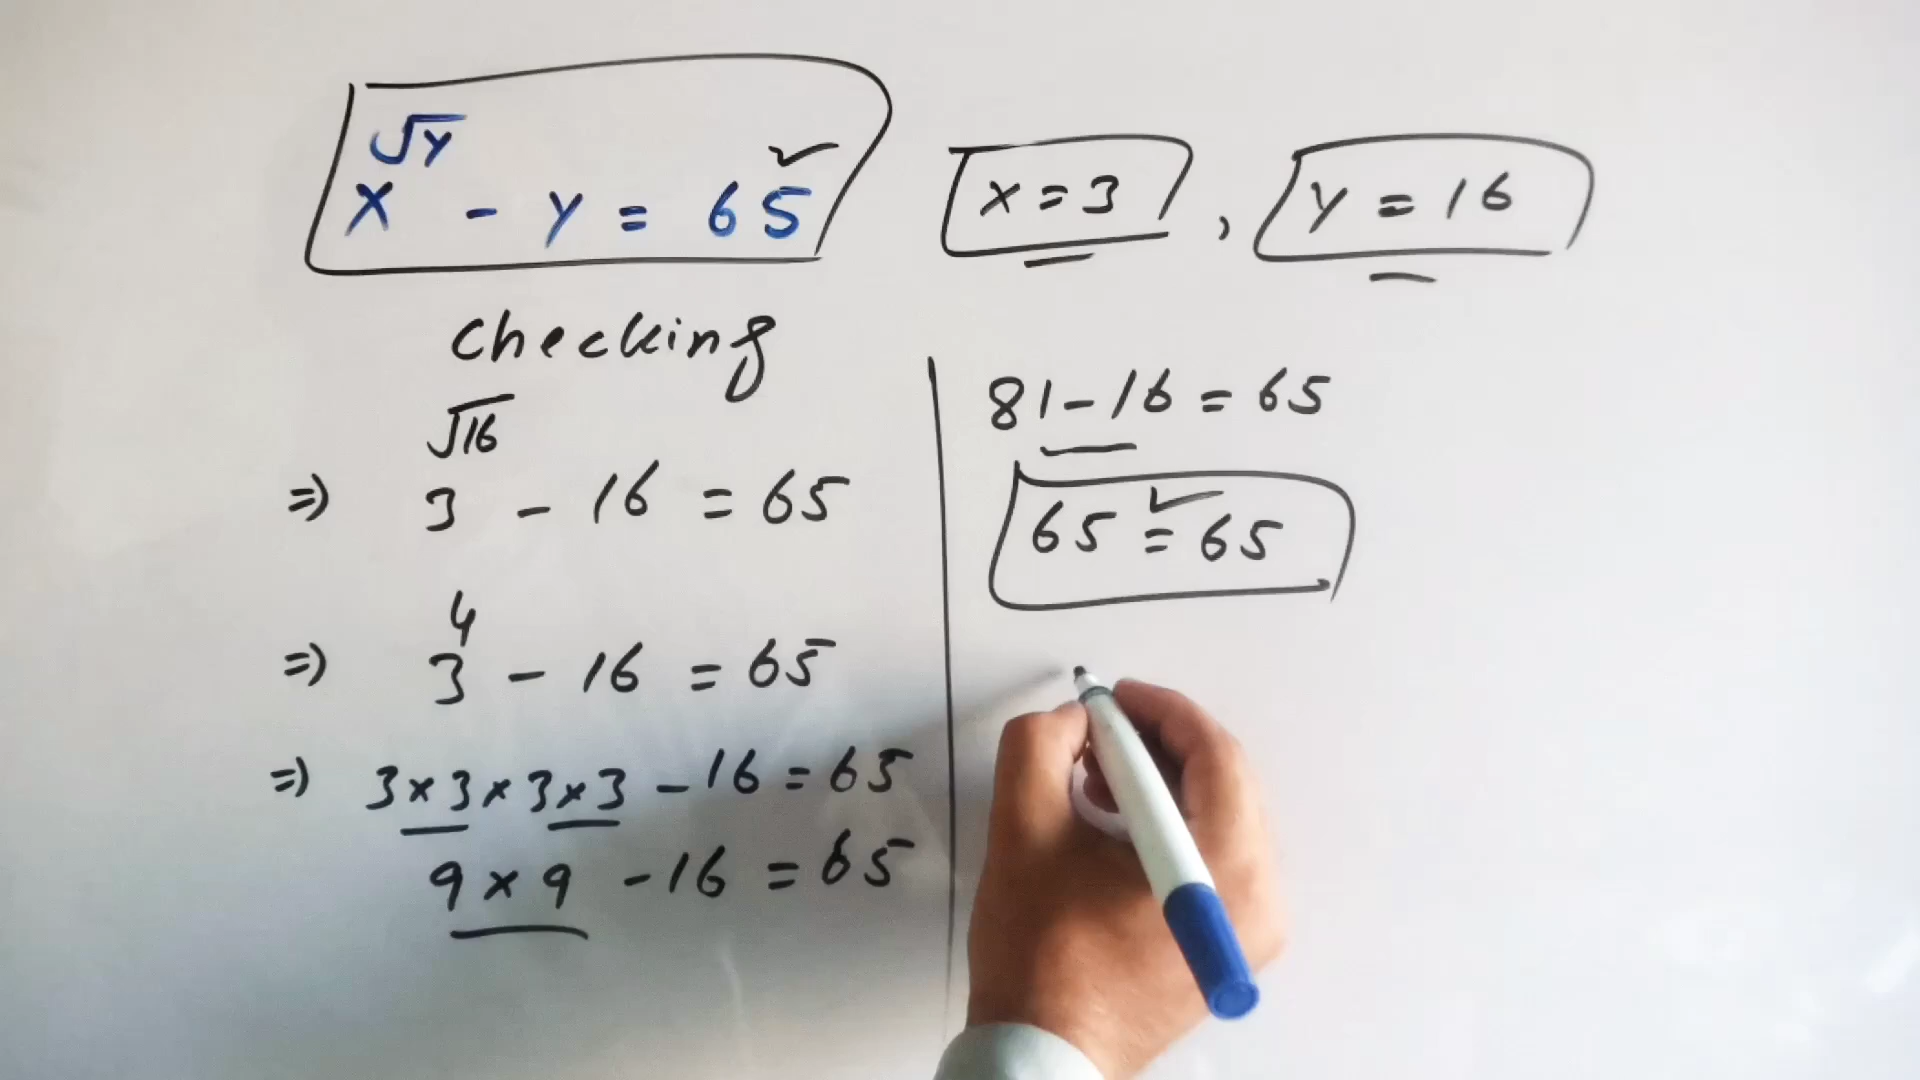 x^√y - y = 65 ✓
x = 3 , y = 16
checking
⇒ 3^√16 - 16 = 65
⇒ 3^4 - 16 = 65
⇒ 3×3×3×3 - 16 = 65
9×9 - 16 = 65
81 - 16 = 65
65 = 65 ✓